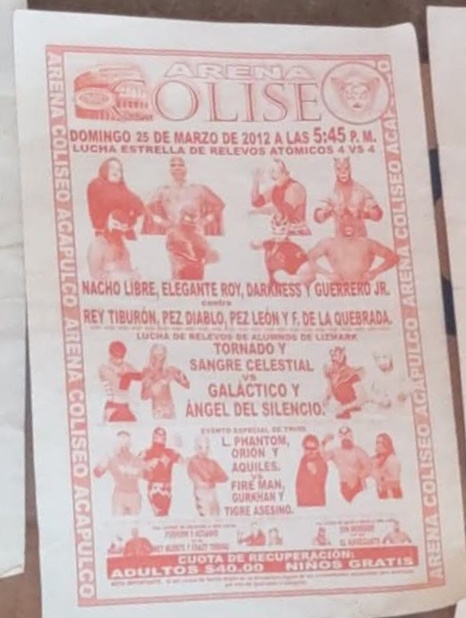 ARENA
COLISEO
DOMINGO 25 DE MARZO DE 2012 A LAS 5:45 P. M.
LUCHA ESTRELLA DE RELEVOS ATÓMICOS 4 VS 4
NACHO LIBRE, ELEGANTE ROY, DARKNESS Y GUERRERO JR.
contra
REY TIBURÓN, PEZ DIABLO, PEZ LEÓN Y F. DE LA QUEBRADA.
LUCHA DE RELEVOS DE ALUMNOS DE LIZMARK
TORNADO Y
SANGRE CELESTIAL
VS
GALÁCTICO Y
ÁNGEL DEL SILENCIO.
EVENTO ESPECIAL DE TRIOS
L. PHANTOM,
ORIÓN Y
AQUILES.
VS
FIRE MAN,
GURKHAN Y
TIGRE ASESINO.
CUOTA DE RECUPERACIÓN:
ADULTOS $40.00 NIÑOS GRATIS
ARENA COLISEO ACAPULCO ARENA COLISEO ACAPULCO
ARENA COLISEO ACAPULCO ARENA COLISEO ACAPULCO